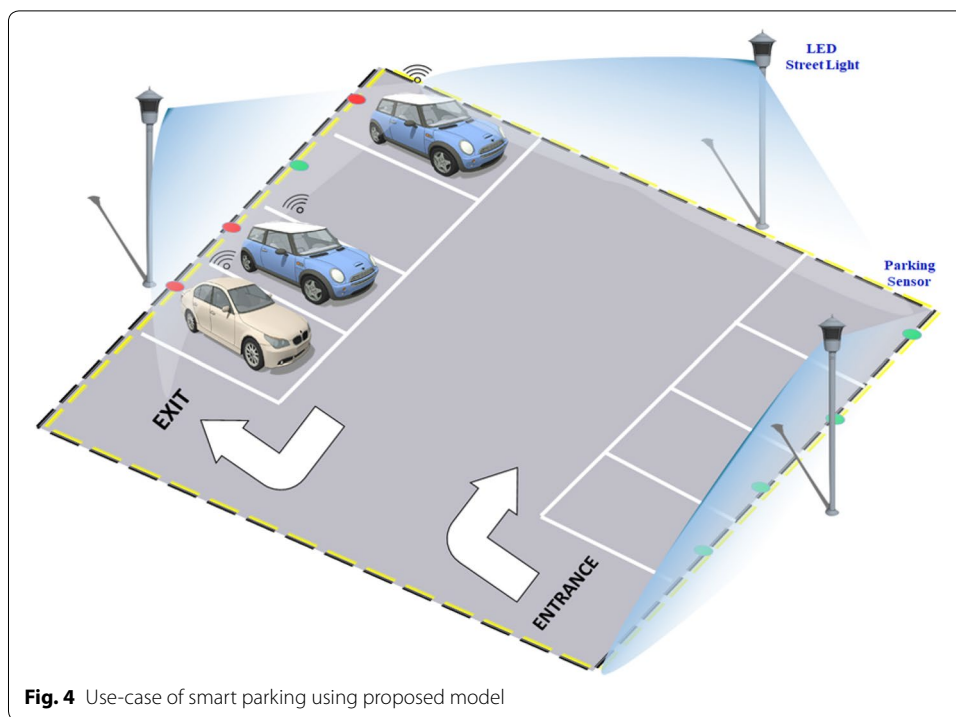 LED
Street Light
Parking
Sensor
EXIT
ENTRANCE
Fig. 4 Use-case of smart parking using proposed model